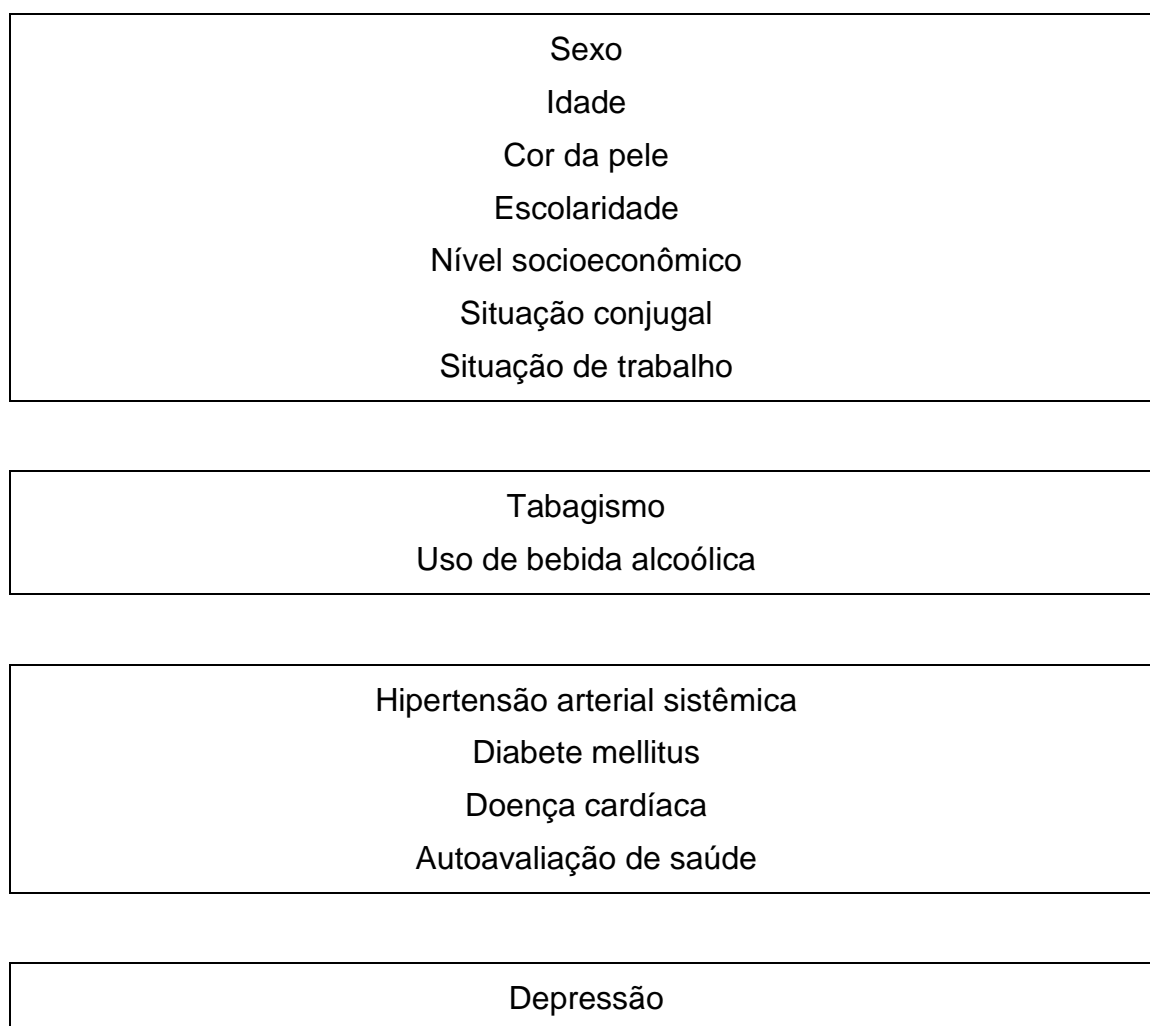 Sexo
Idade
Cor da pele
Escolaridade
Nível socioeconômico
Situação conjugal
Situação de trabalho
Tabagismo
Uso de bebida alcoólica
Hipertensão arterial sistêmica
Diabete mellitus
Doença cardíaca
Autoavaliação de saúde
Depressão